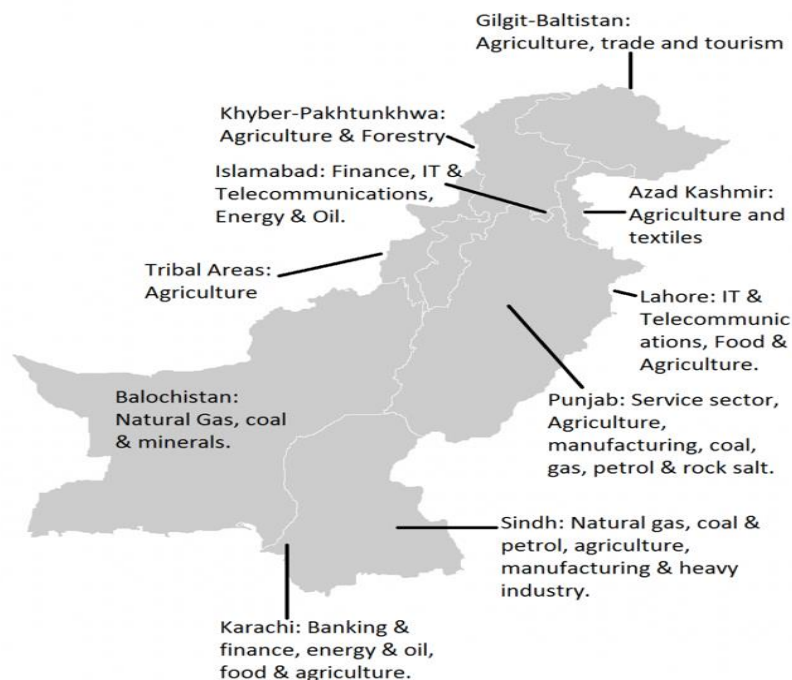 Gilgit-Baltistan:
Agriculture, trade and tourism
Khyber-Pakhtunkhwa:
Agriculture & Forestry
Islamabad: Finance, IT &
Telecommunications,
Energy & Oil.
Azad Kashmir:
Agriculture and
textiles
Tribal Areas:
Agriculture
Lahore: IT &
Telecommunic
ations, Food &
Agriculture.
Balochistan:
Natural Gas, coal
& minerals.
Punjab: Service sector,
Agriculture,
manufacturing, coal,
gas, petrol & rock salt.
Sindh: Natural gas, coal &
petrol, agriculture,
manufacturing & heavy
industry.
Karachi: Banking &
finance, energy & oil,
food & agriculture.